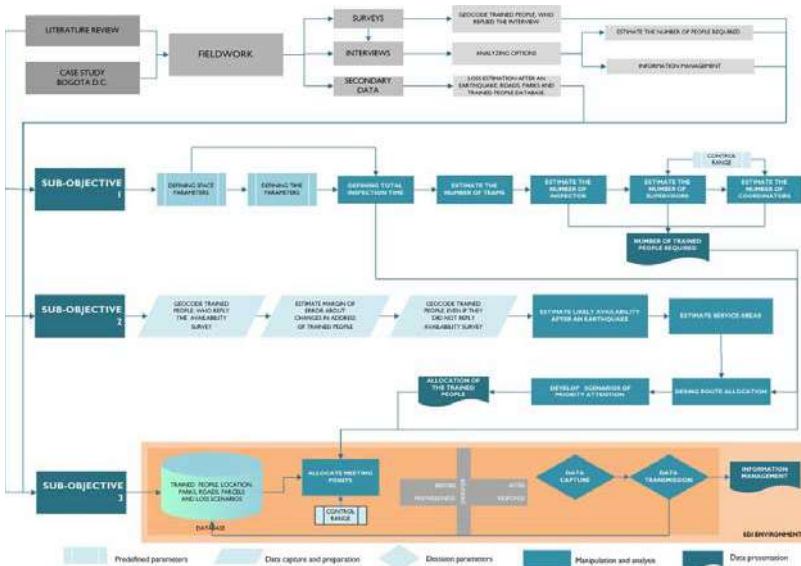 LITERATURE REVIEW
CASE STUDY
BOGOTA D.C.
FIELDWORK
SURVEYS
INTERVIEWS
SECONDARY
DATA
GEOCODE TRAINED PEOPLE, WHO
REPLIED THE INTERVIEW
ANALYZING OPTIONS
LOSS ESTIMATION AFTER AN
EARTHQUAKE, ROADS, PARKS AND
TRAINED PEOPLE DATABASE.
ESTIMATE THE NUMBER OF PEOPLE REQUIRED
INFORMATION MANAGEMENT
SUB-OBJECTIVE
1
DEFINING SPACE
PARAMETERS
DEFINING TIME
PARAMETERS
DEFINING TOTAL
INSPECTION TIME
ESTIMATE THE
NUMBER OF TEAMS
ESTIMATE THE
NUMBER OF
INSPECTOR
ESTIMATE THE
NUMBER OF
SUPERVISORS
ESTIMATE THE
NUMBER OF
COORDINATORS
CONTROL
RANGE
NUMBER OF TRAINED
PEOPLE REQUIRED
SUB-OBJECTIVE
2
GEOCODE TRAINED
PEOPLE, WHO REPLY
THE AVAILABILITY
SURVEY
ESTIMATE MARGIN OF
ERROR ABOUT
CHANGES IN ADDRESS
OF TRAINED PEOPLE
GEOCODE TRAINED
PEOPLE, EVEN IF THEY
DID NOT REPLY
AVAILABILITY SURVEY
ESTIMATE LIKELY AVAILABILITY
AFTER AN EARTHQUAKE
ESTIMATE SERVICE AREAS
ALLOCATION OF
THE TRAINED
PEOPLE
DEVELOP SCENARIOS OF
PRIORITY ATTENTION
DESING ROUTE ALLOCATION
SUB-OBJECTIVE
3
TRAINED PEOPLE, LOCATION,
PARKS, ROADS, PARCELS
AND LOSS SCENARIOS
DATABASE
ALLOCATE MEETING
POINTS
CONTROL
RANGE
BEFORE
PREPAREDNESS
AFTER
RESPONSE
DATA
CAPTURE
DATA
TRANSMISSION
INFORMATION
MANAGEMENT
SDI ENVIRONMENT
Predefined parameters
Data capture and preparation
Decision parameters
Manipulation and analysis
Data presentation